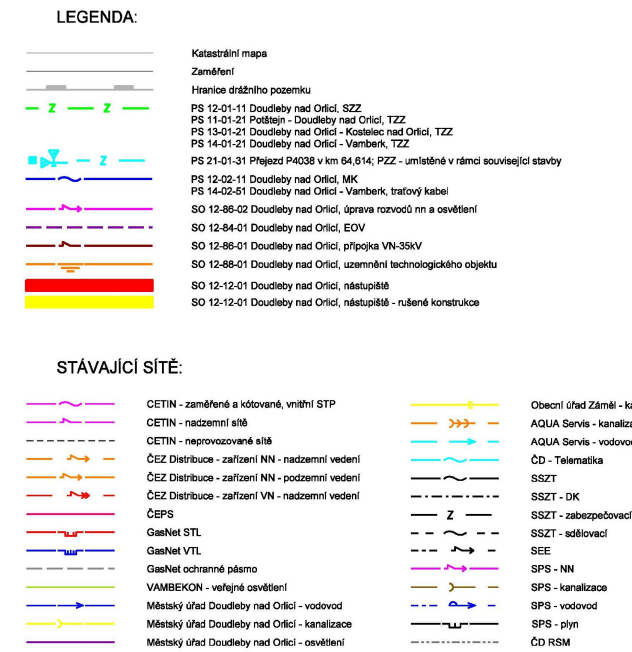 LEGENDA:
Katastrální mapa
Zaměření
Hranice drážního pozemku
Z Z PS 12-01-11 Doudleby nad Orlicí, SZZ
PS 11-01-21 Potštejn - Doudleby nad Orlicí, TZZ
PS 13-01-21 Doudleby nad Orlicí - Kostelec nad Orlicí, TZZ
PS 14-01-21 Doudleby nad Orlicí - Vamberk, TZZ
Z PS 21-01-31 Přejezd P4038 v km 64,614; PZZ - umístěné v rámci související stavby
PS 12-02-11 Doudleby nad Orlicí, MK
PS 14-02-51 Doudleby nad Orlicí - Vamberk, traťový kabel
SO 12-86-02 Doudleby nad Orlicí, úprava rozvodů nn a osvětlení
SO 12-84-01 Doudleby nad Orlicí, EOV
SO 12-86-01 Doudleby nad Orlicí, přípojka VN-35kV
SO 12-88-01 Doudleby nad Orlicí, uzemnění technologického objektu
SO 12-12-01 Doudleby nad Orlicí, nástupiště
SO 12-12-01 Doudleby nad Orlicí, nástupiště - rušené konstrukce
STÁVAJÍCÍ SÍTĚ:
CETIN - zaměřené a kótované, vnitřní STP
CETIN - nadzemní sítě
CETIN - neprovozované sítě
ČEZ Distribuce - zařízení NN - nadzemní vedení
ČEZ Distribuce - zařízení NN - podzemní vedení
ČEZ Distribuce - zařízení VN - nadzemní vedení
ČEPS
GasNet STL
GasNet VTL
GasNet ochranné pásmo
VAMBEKON - veřejné osvětlení
Městský úřad Doudleby nad Orlicí - vodovod
Městský úřad Doudleby nad Orlicí - kanalizace
Městský úřad Doudleby nad Orlicí - osvětlení
Obecní úřad Záměl - ka
AQUA Servis - kanaliza
AQUA Servis - vodovod
ČD - Telematika
SSZT
SSZT - DK
Z SSZT - zabezpečovací
SSZT - sdělovací
SEE
SPS - NN
SPS - kanalizace
SPS - vodovod
SPS - plyn
ČD RSM